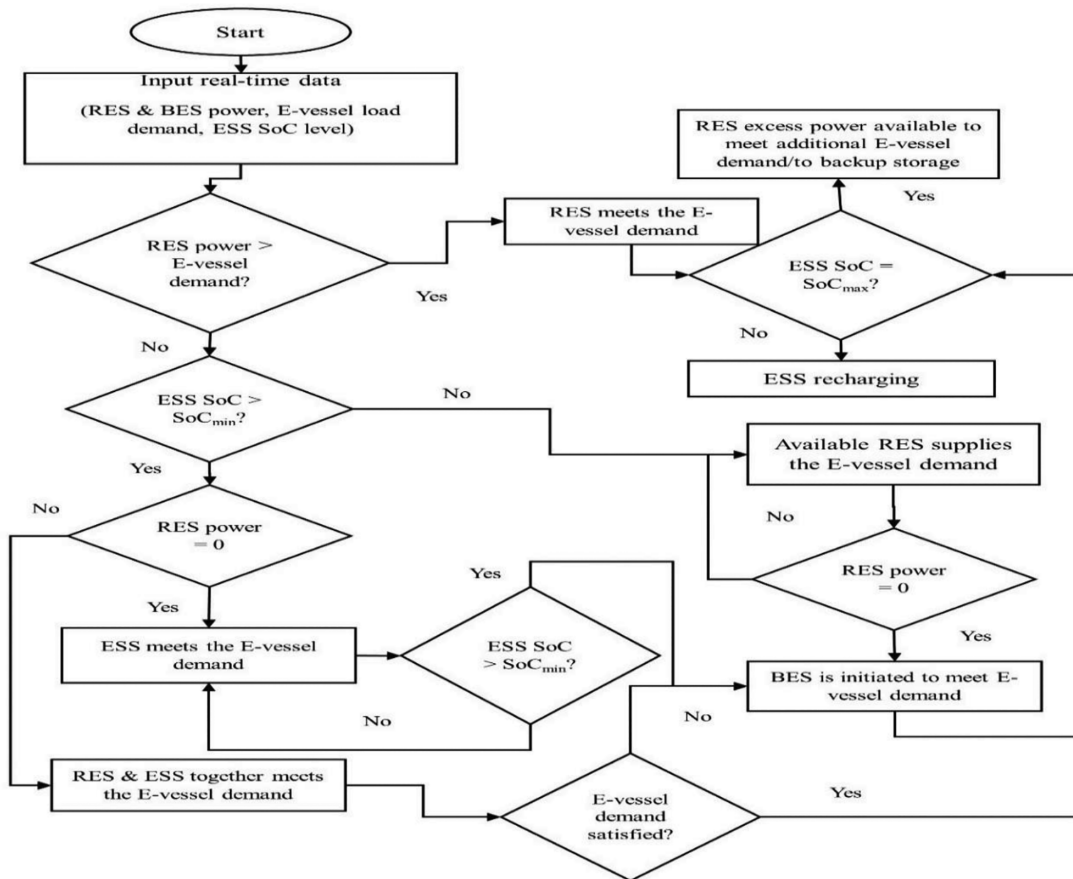 Start
Input real-time data
(RES & BES power, E-vessel load
demand, ESS SoC level)
RES power >
E-vessel
demand?
Yes
No
RES meets the E-
vessel demand
RES excess power available to
meet additional E-vessel
demand/to backup storage
Yes
ESS SoC =
SoCmax?
No
ESS recharging
ESS SoC >
SoCmin?
No
Yes
Available RES supplies
the E-vessel demand
No
RES power
= 0
Yes
BES is initiated to meet E-
vessel demand
No
RES power
= 0
Yes
ESS meets the E-vessel
demand
Yes
ESS SoC
> SoCmin?
No
RES & ESS together meets
the E-vessel demand
No
E-vessel
demand
satisfied?
Yes